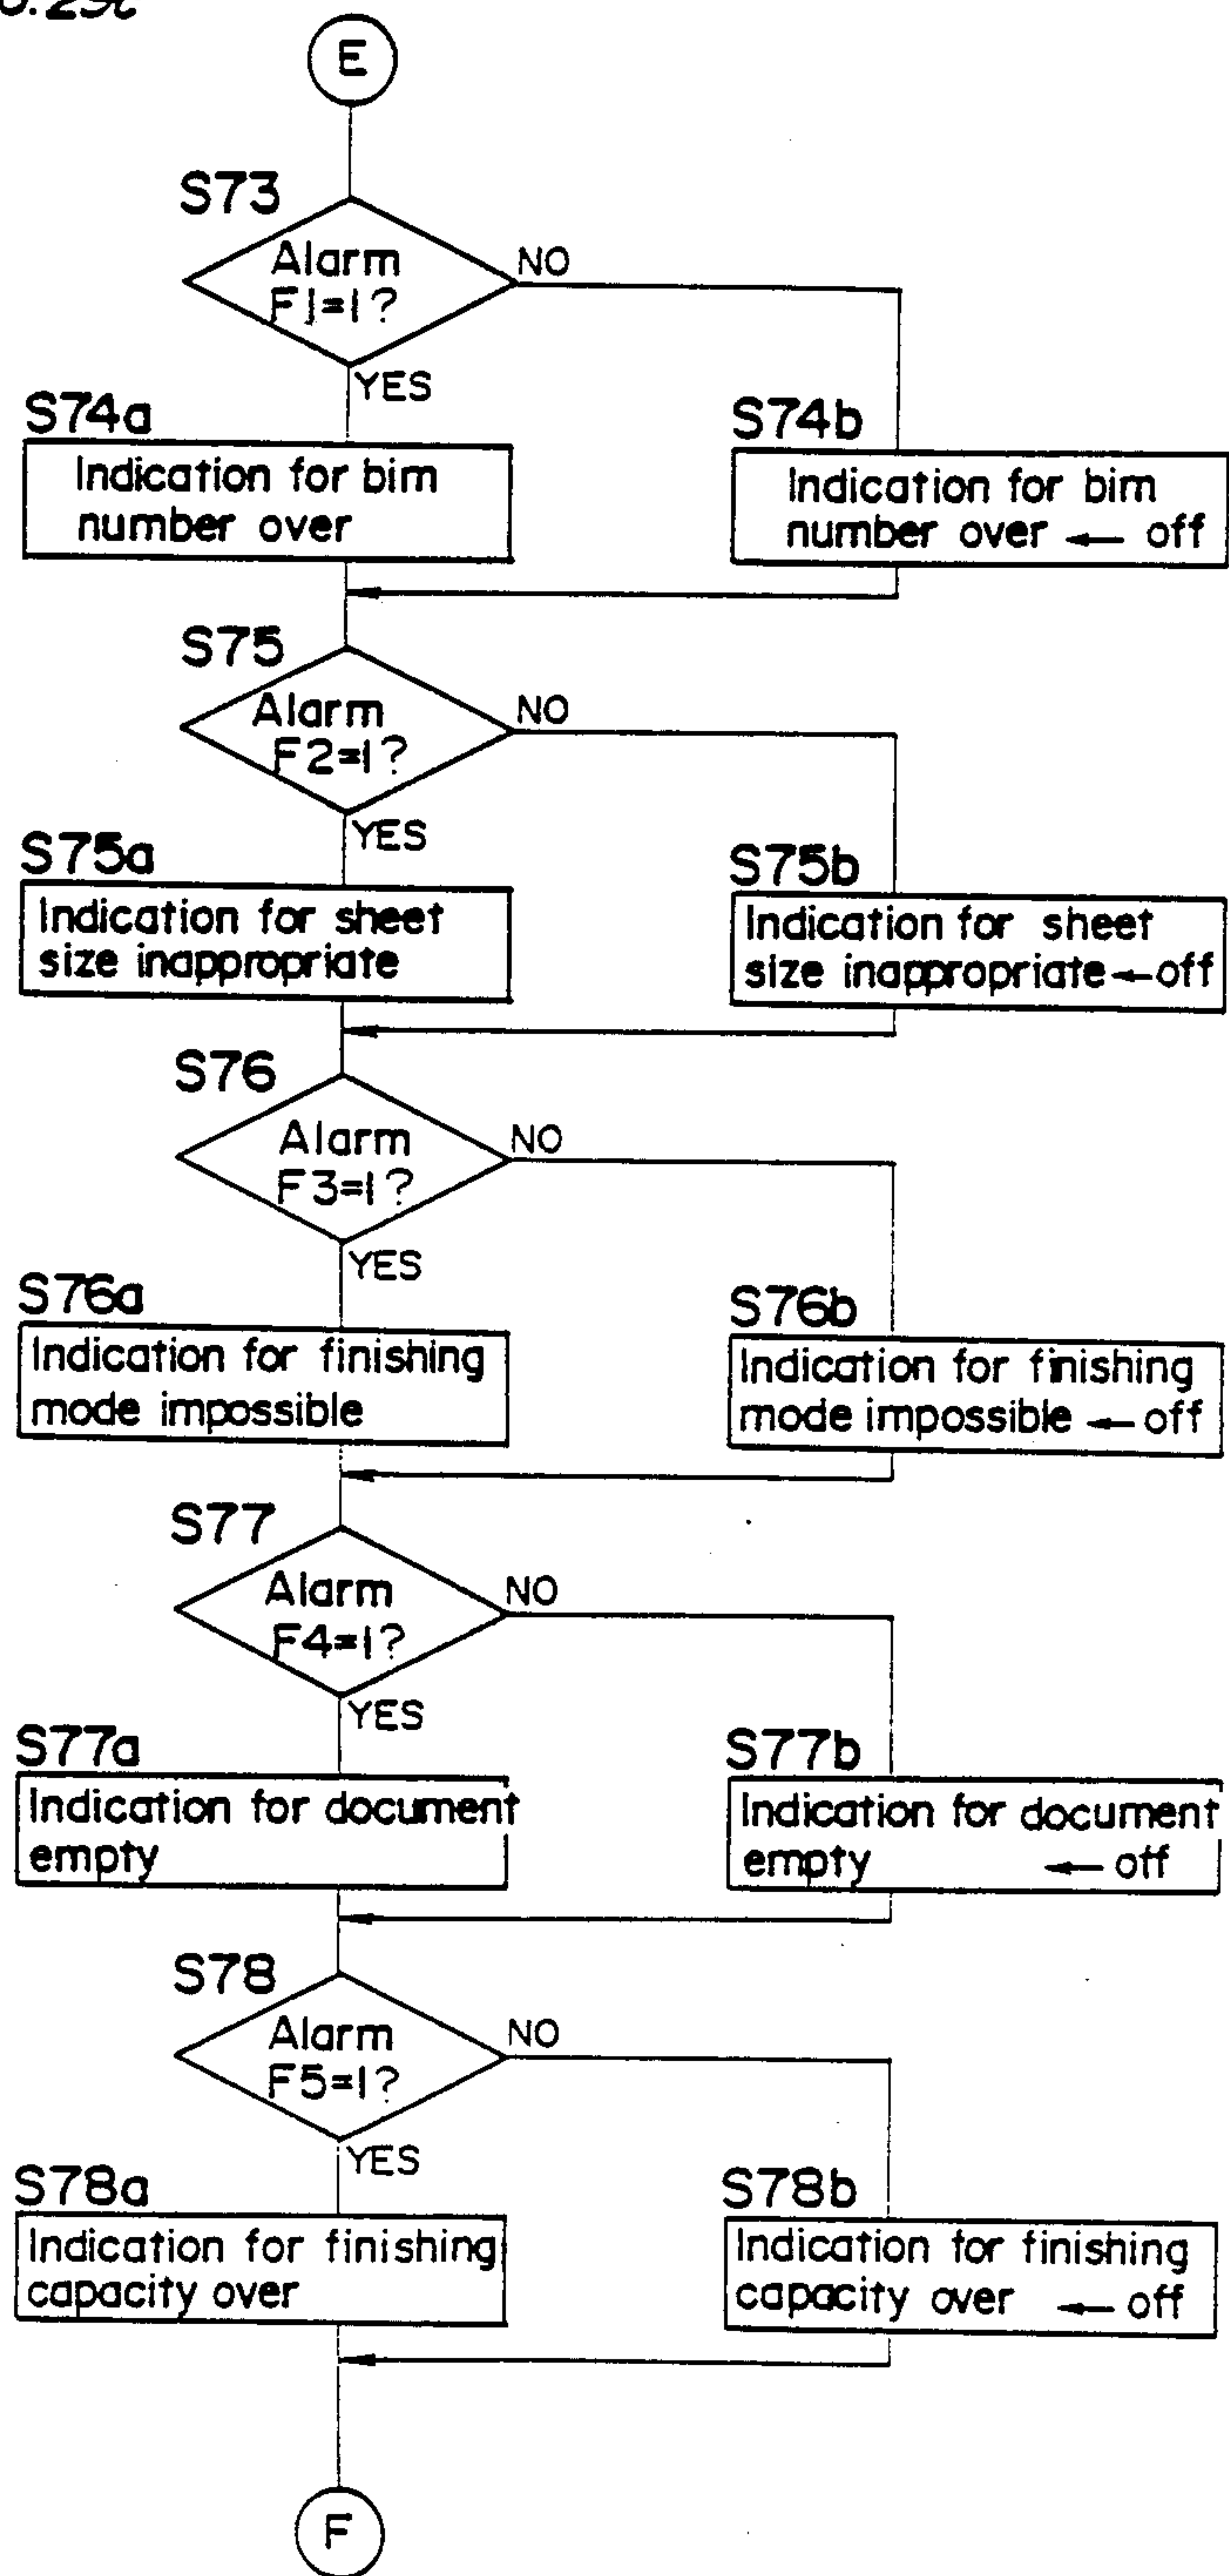 E
S73
Alarm
F1=1?
NO
YES
S74a
Indication for bim
number over
S74b
Indication for bim
number over ← off
S75
Alarm
F2=1?
NO
YES
S75a
Indication for sheet
size inappropriate
S75b
Indication for sheet
size inappropriate ← off
S76
Alarm
F3=1?
NO
YES
S76a
Indication for finishing
mode impossible
S76b
Indication for finishing
mode impossible ← off
S77
Alarm
F4=1?
NO
YES
S77a
Indication for document
empty
S77b
Indication for document
empty ← off
S78
Alarm
F5=1?
NO
YES
S78a
Indication for finishing
capacity over
S78b
Indication for finishing
capacity over ← off
F